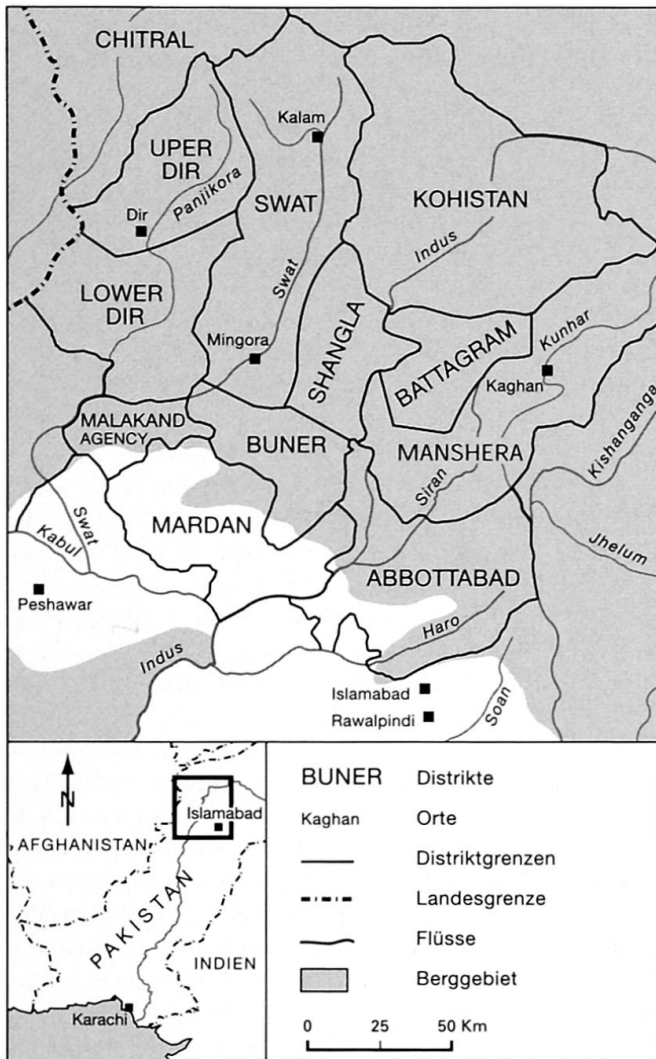 CHITRAL
Kalam
UPER
DIR
Panjikora
SWAT
KOHISTAN
Dir
Indus
LOWER
DIR
Swat
SHANGLA
Mingora
BATTAGRAM
Kunhar
Kaghan
Kishanganga
MALAKAND
AGENCY
BUNER
MANSHERA
Siran
MARDAN
Swat
Kabul
Jhelum
ABBOTTABAD
Peshawar
Haro
Indus
Islamabad
Rawalpindi
Soan
N
Islamabad
AFGHANISTAN
PAKISTAN
INDIEN
Karachi
BUNER Distrikte
Kaghan Orte
Distriktgrenzen
Landesgrenze
Flüsse
Berggebiet
0 25 50 Km